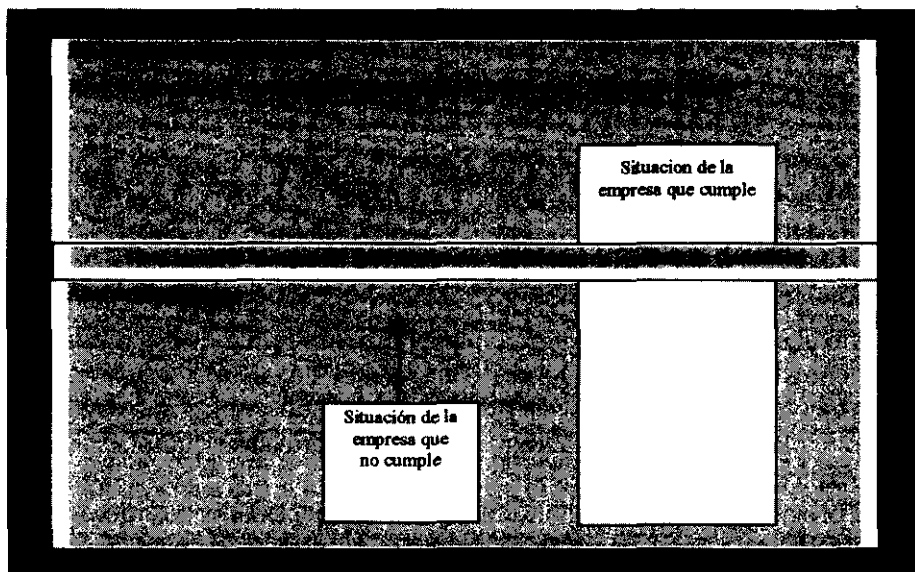 Situacion de la
empresa que cumple
Situación de la
empresa que
no cumple